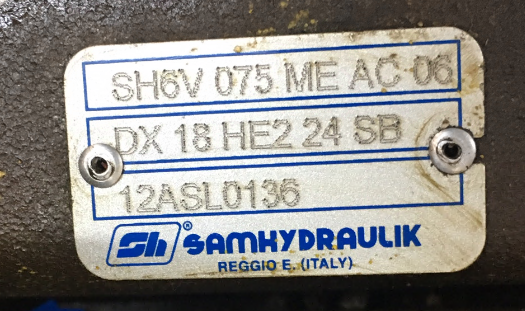 SH6V 075 ME AC 06
DX 18 HE2 24 SB
12ASL0136
Sh® SAMHYDRAULIK
REGGIO E. (ITALY)